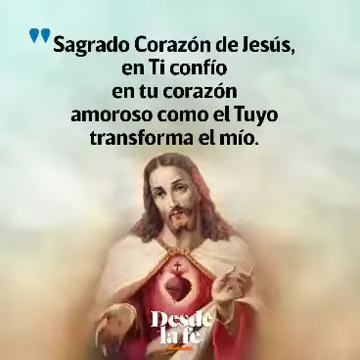 " Sagrado Corazón de Jesús,
en Ti confío
en tu corazón
amoroso como el Tuyo
transforma el mío.
Desde
la fe